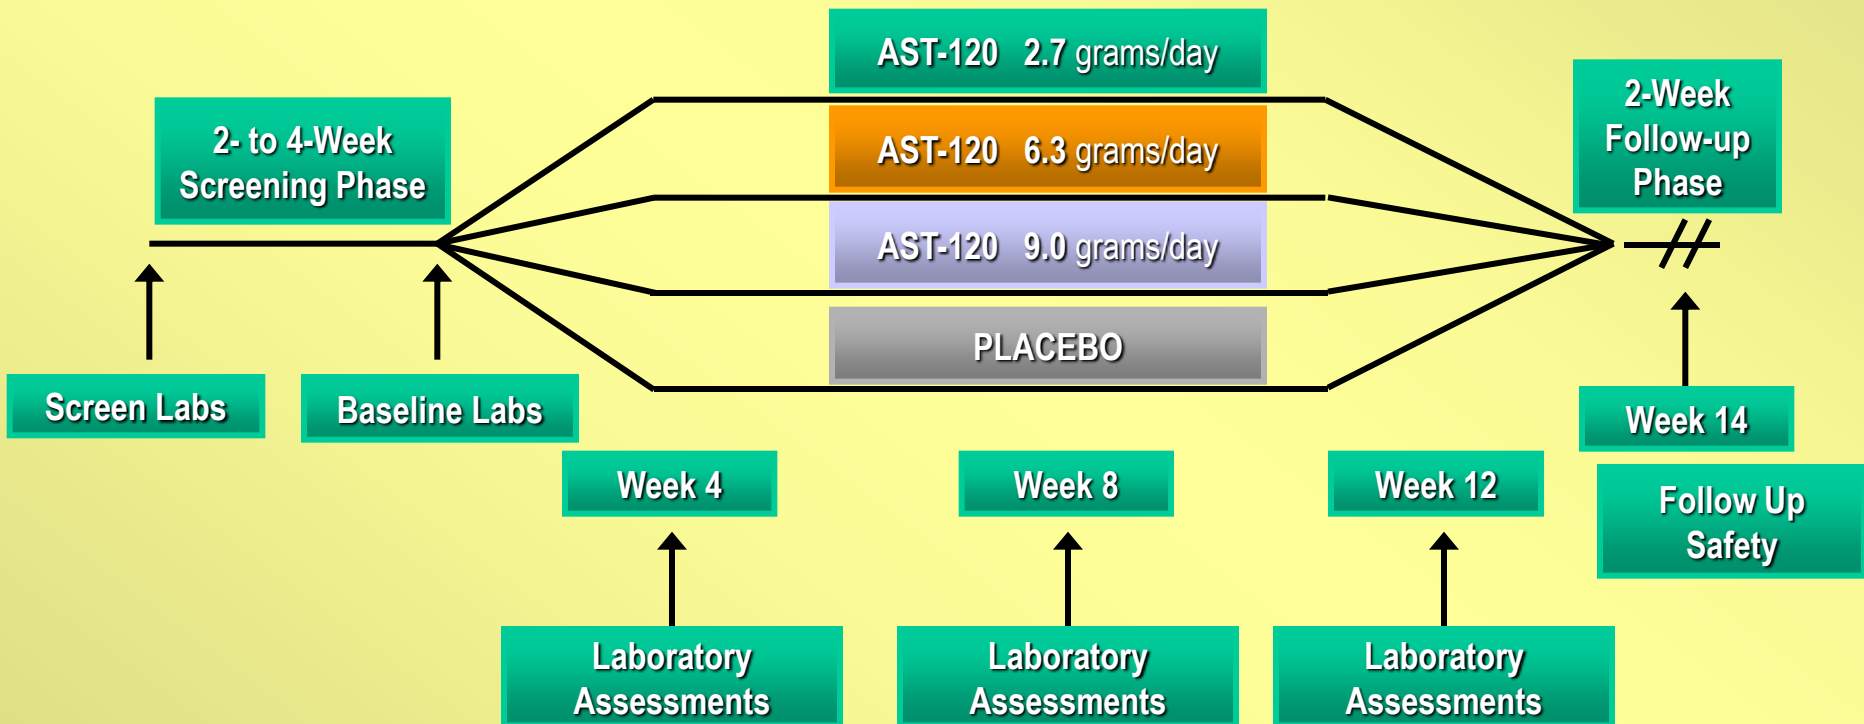 AST-120 2.7 grams/day
2- to 4-Week
Screening Phase
AST-120 6.3 grams/day
AST-120 9.0 grams/day
PLACEBO
2-Week
Follow-up
Phase
Screen Labs
Baseline Labs
Week 14
Week 4
Week 8
Week 12
Follow Up
Safety
Laboratory
Assessments
Laboratory
Assessments
Laboratory
Assessments